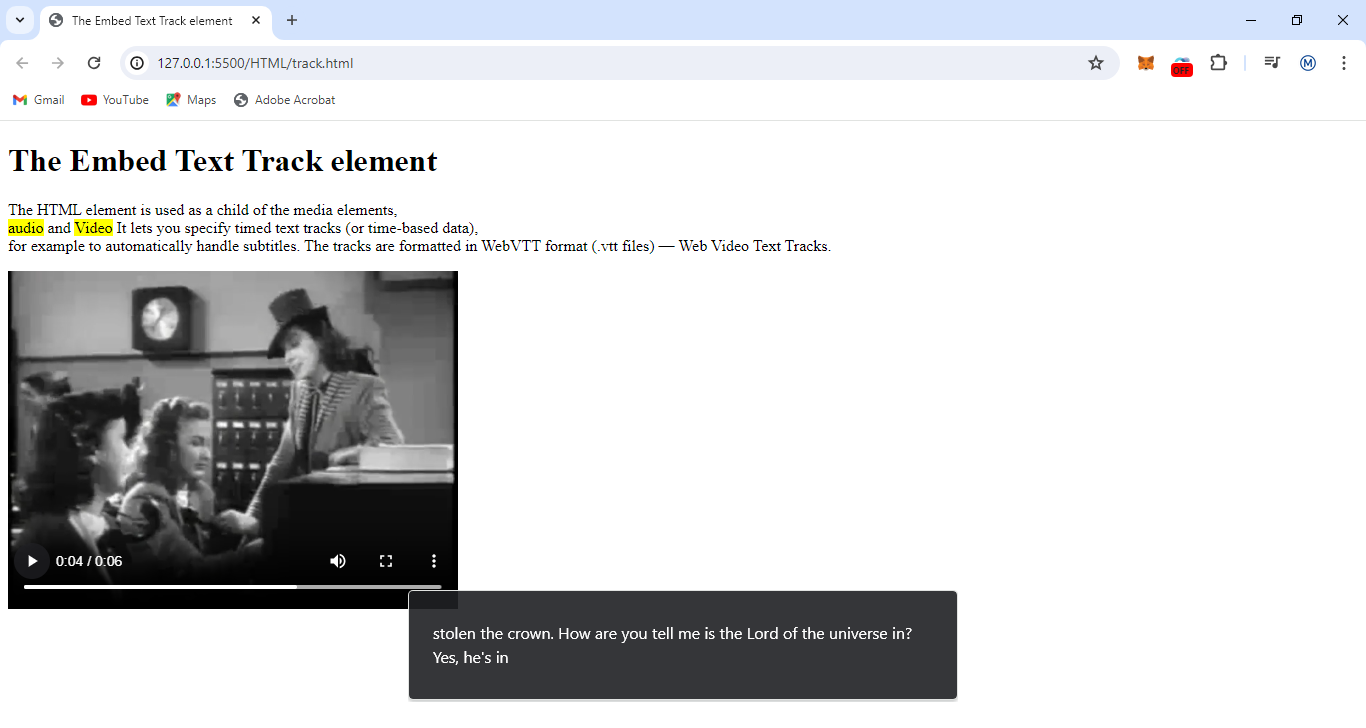 The Embed Text Track element
127.0.0.1:5500/HTML/track.html
OFF
M
Gmail
YouTube
Maps
Adobe Acrobat
The Embed Text Track element
The HTML element is used as a child of the media elements,
audio and Video It lets you specify timed text tracks (or time-based data),
for example to automatically handle subtitles. The tracks are formatted in WebVTT format (.vtt files) — Web Video Text Tracks.
0:04 / 0:06
stolen the crown. How are you tell me is the Lord of the universe in?
Yes, he's in